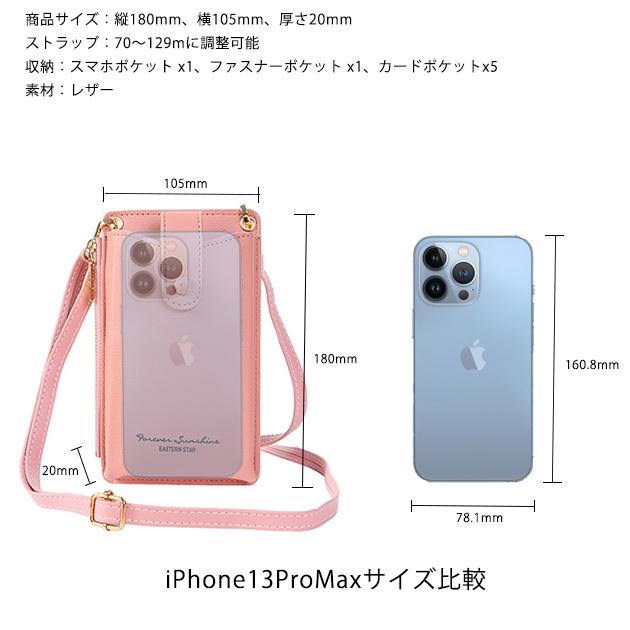 商品サイズ：縦180mm、横105mm、厚さ20mm
ストラップ：70～129mに調整可能
収納：スマホポケット x1、ファスナーポケット x1、カードポケットx5
素材：レザー
105mm
180mm
160.8mm
Forever Sunshine
EASTERN STAR
20mm
78.1mm
iPhone13ProMaxサイズ比較